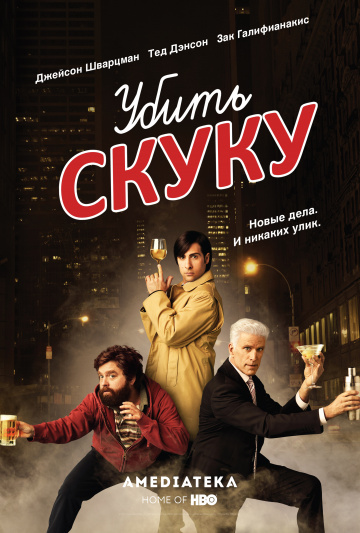 Джейсон Шварцман Тед Дэнсон Зак Галифианакис
Убить
СКУКУ
Новые дела.
И никаких улик.
AMEDIATEKA
HOME OF HBO